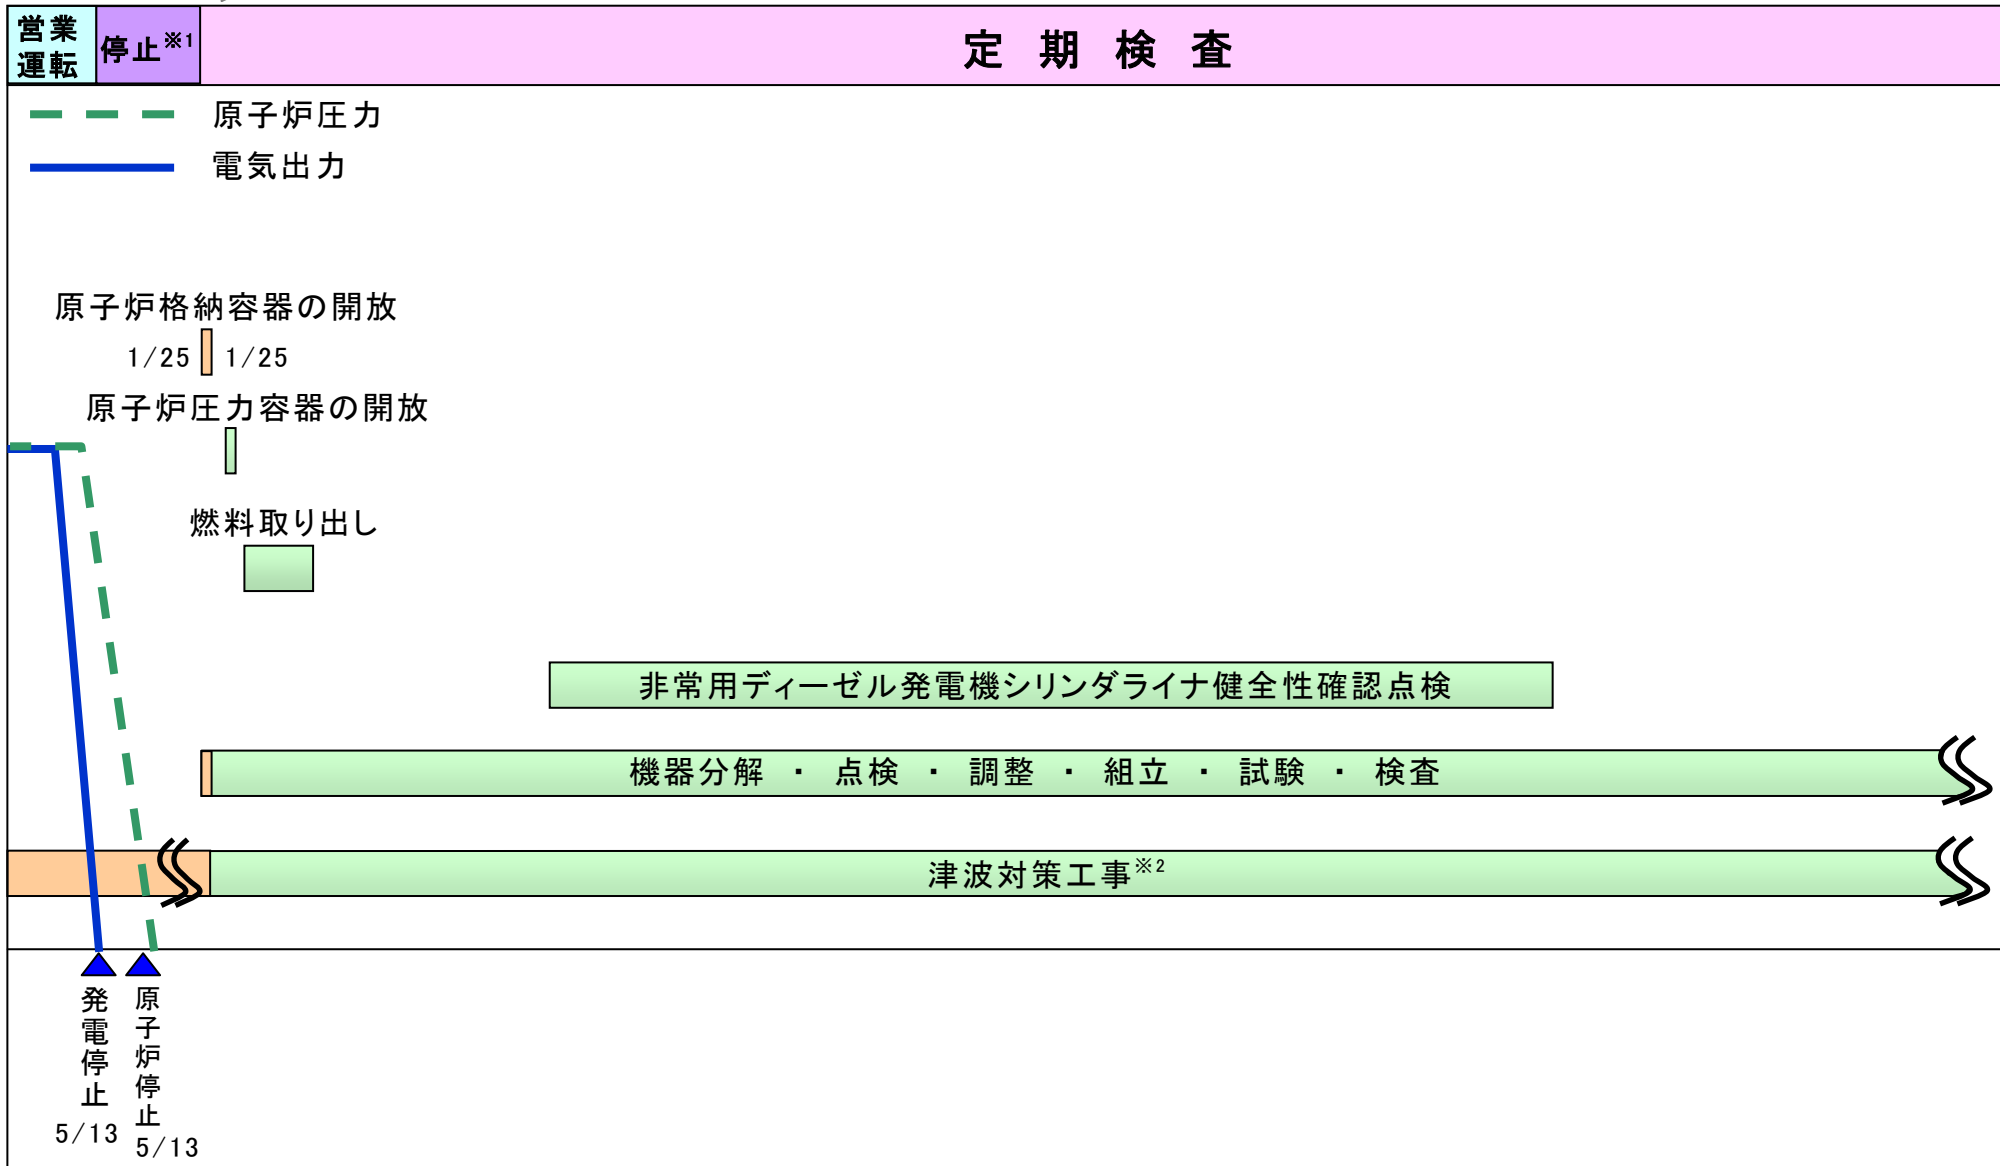 営業
運転
停止※1
定期検査
原子炉圧力
電気出力
原子炉格納容器の開放
1/25 1/25
原子炉圧力容器の開放
燃料取り出し
非常用ディーゼル発電機シリンダライナ健全性確認点検
機器分解 ・ 点検 ・ 調整 ・ 組立 ・ 試験 ・ 検査
津波対策工事※2
発電停止
5/13
原子炉停止
5/13